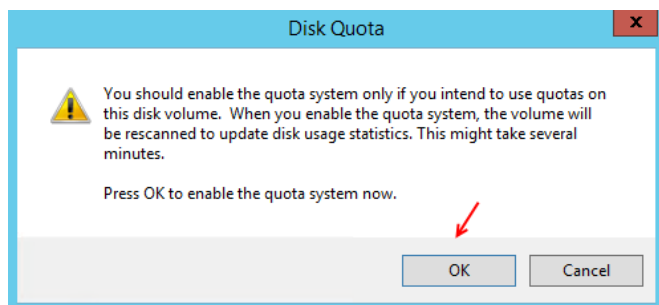 Disk Quota
x
You should enable the quota system only if you intend to use quotas on
this disk volume.  When you enable the quota system, the volume will
be rescanned to update disk usage statistics. This might take several
minutes.
Press OK to enable the quota system now.
OK
Cancel